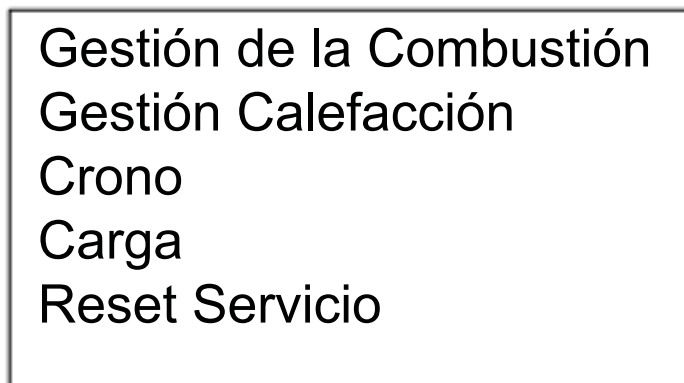 Gestión de la Combustión
Gestión Calefacción
Crono
Carga
Reset Servicio